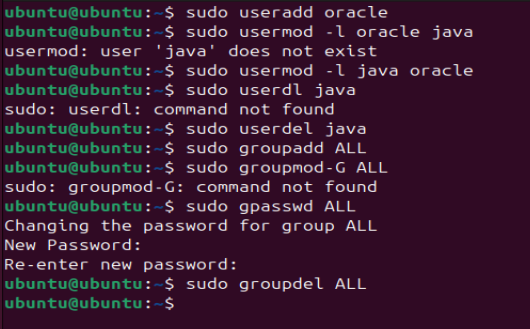 ubuntu@ubuntu:~$ sudo useradd oracle
ubuntu@ubuntu:~$ sudo usermod -l oracle java
usermod: user 'java' does not exist
ubuntu@ubuntu:~$ sudo usermod -l java oracle
ubuntu@ubuntu:~$ sudo userdl java
sudo: userdl: command not found
ubuntu@ubuntu:~$ sudo userdel java
ubuntu@ubuntu:~$ sudo groupadd ALL
ubuntu@ubuntu:~$ sudo groupmod-G ALL
sudo: groupmod-G: command not found
ubuntu@ubuntu:~$ sudo gpasswd ALL
Changing the password for group ALL
New Password:
Re-enter new password:
ubuntu@ubuntu:~$ sudo groupdel ALL
ubuntu@ubuntu:~$